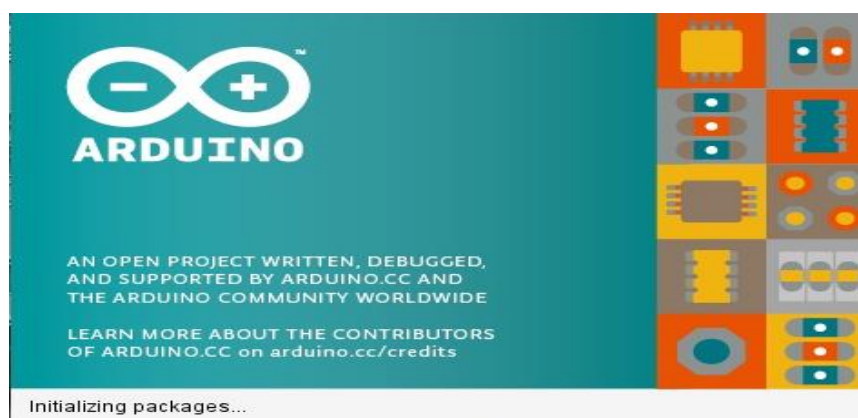 TM
ARDUINO
AN OPEN PROJECT WRITTEN, DEBUGGED,
AND SUPPORTED BY ARDUINO.CC AND
THE ARDUINO COMMUNITY WORLDWIDE
LEARN MORE ABOUT THE CONTRIBUTORS
OF ARDUINO.CC on arduino.cc/credits
Initializing packages...